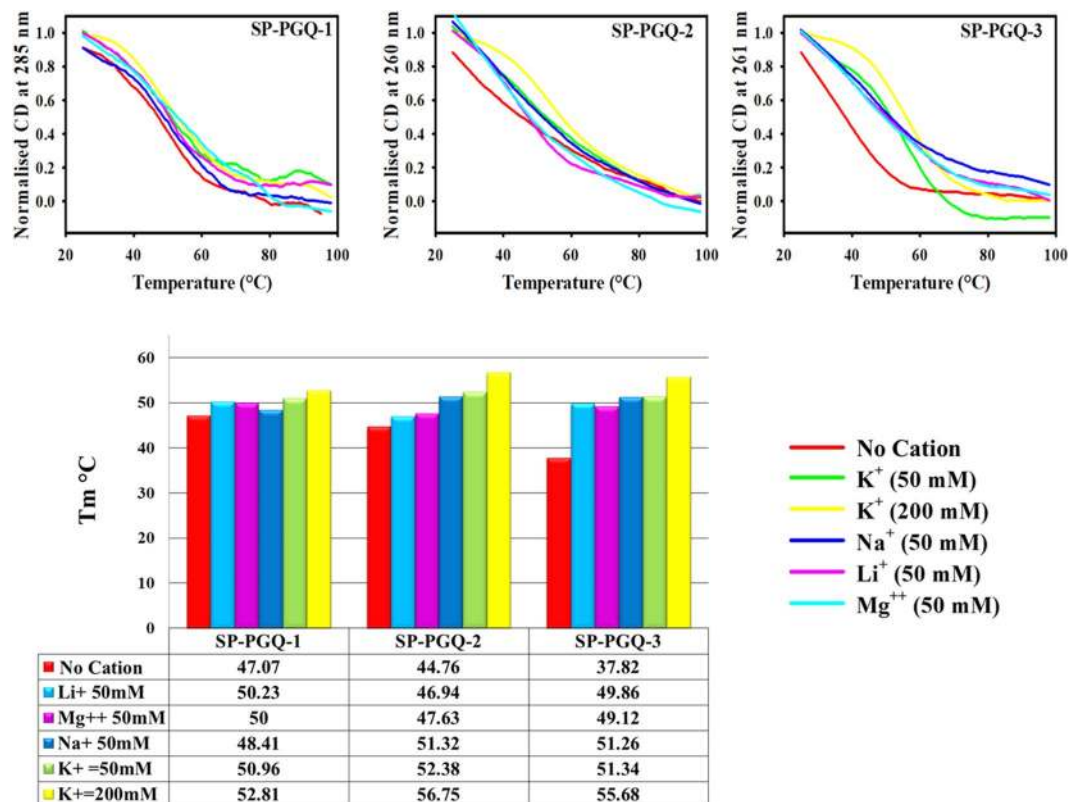 SP-PGQ-1
Normalised CD at 285 nm
1.0
0.8
0.6
0.4
0.2
0.0
20 40 60 80 100
Temperature (°C)
SP-PGQ-2
Normalised CD at 260 nm
1.0
0.8
0.6
0.4
0.2
0.0
20 40 60 80 100
Temperature (°C)
SP-PGQ-3
Normalised CD at 261 nm
1.0
0.8
0.6
0.4
0.2
0.0
20 40 60 80 100
Temperature (°C)
Tm °C
60
50
40
30
20
10
0
SP-PGQ-1 SP-PGQ-2 SP-PGQ-3
No Cation 47.07 44.76 37.82
Li+ 50mM 50.23 46.94 49.86
Mg++ 50mM 50 47.63 49.12
Na+ 50mM 48.41 51.32 51.26
K+ =50mM 50.96 52.38 51.34
K+=200mM 52.81 56.75 55.68
No Cation
K⁺ (50 mM)
K⁺ (200 mM)
Na⁺ (50 mM)
Li⁺ (50 mM)
Mg⁺⁺ (50 mM)